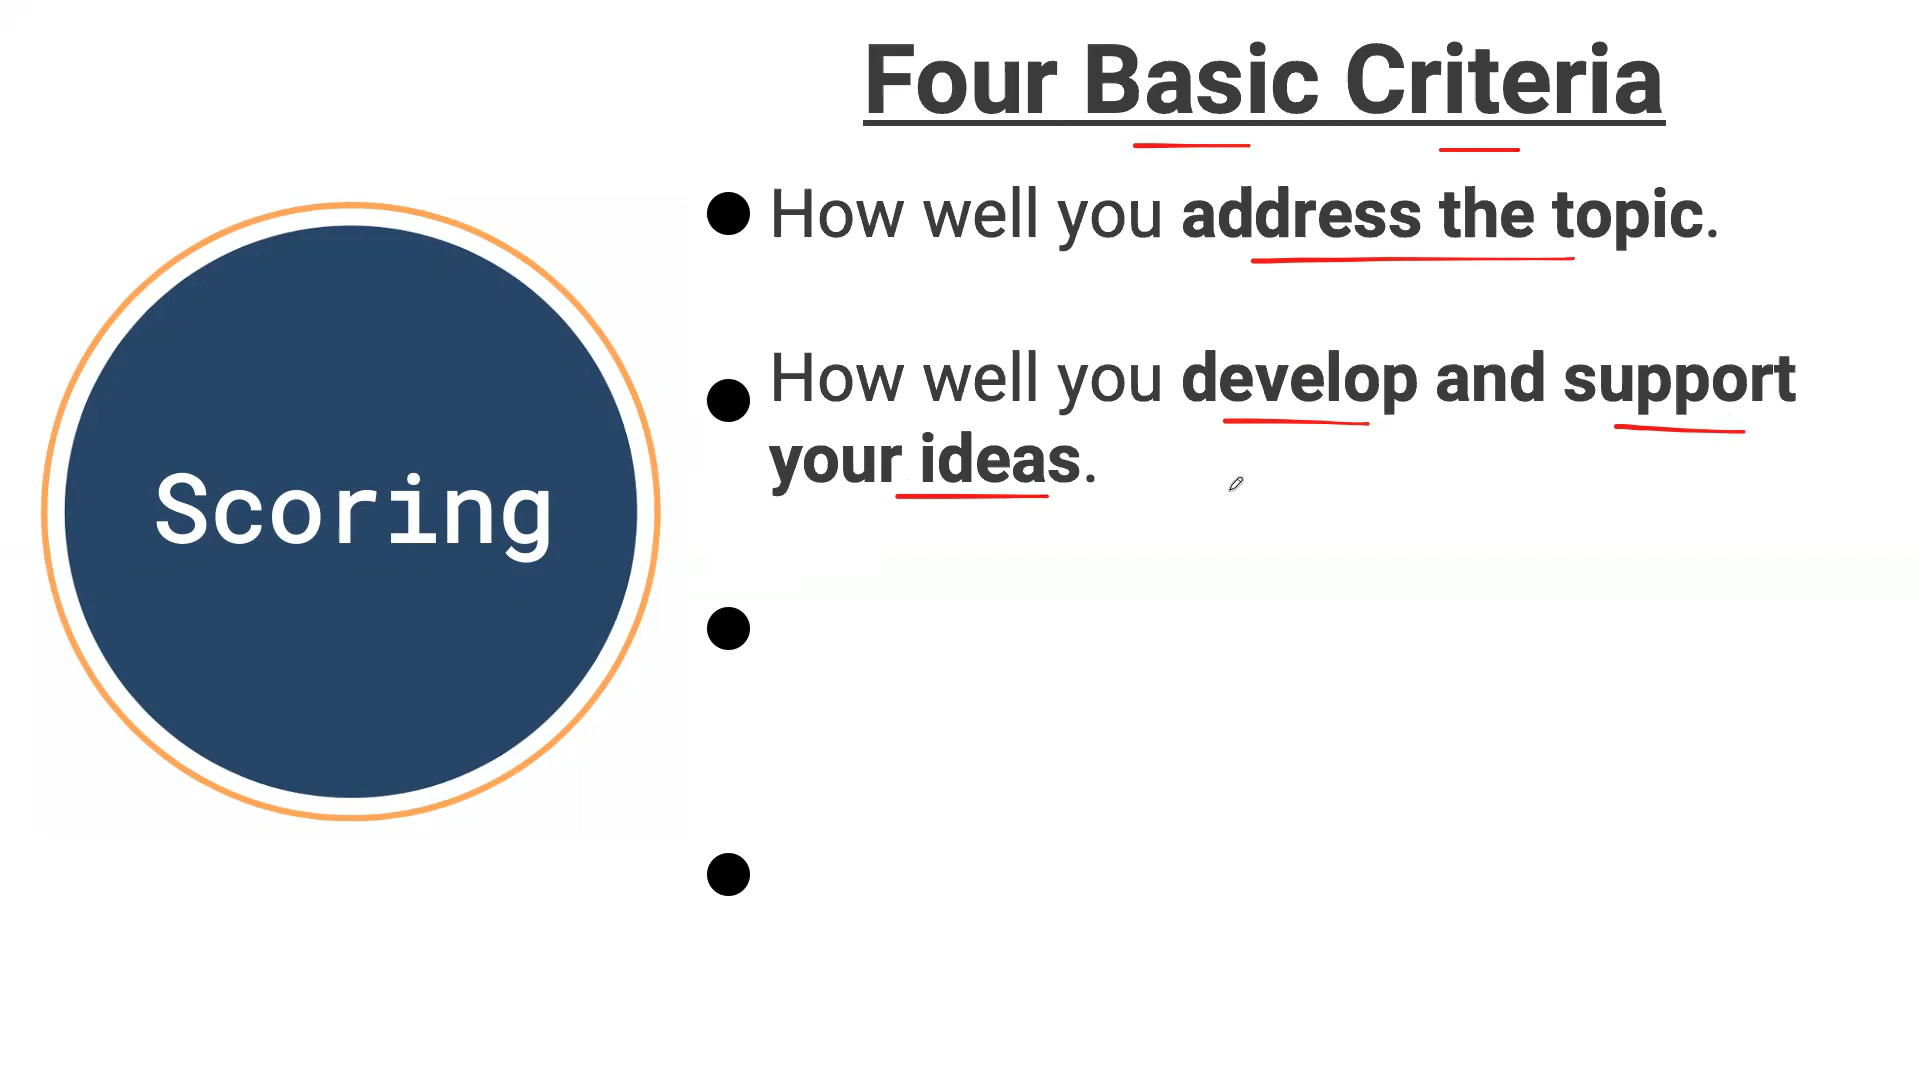 Four Basic Criteria
How well you address the topic.
How well you develop and support
your ideas.
Scoring